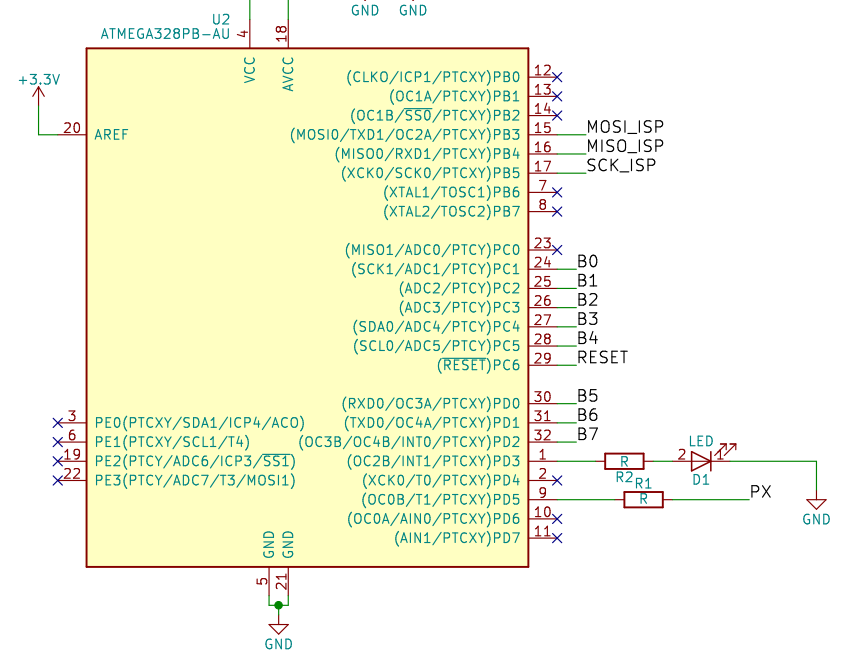 GND GND
U2
ATMEGA328PB-AU
4 18
VCC AVCC
+3.3V
20 AREF
(CLKO/ICP1/PTCXY)PB0 12
(OC1A/PTCXY)PB1 13
(OC1B/SS0/PTCXY)PB2 14
(MOSI0/TXD1/OC2A/PTCXY)PB3 15 MOSI_ISP
(MISO0/RXD1/PTCXY)PB4 16 MISO_ISP
(XCK0/SCK0/PTCXY)PB5 17 SCK_ISP
(XTAL1/TOSC1)PB6 7
(XTAL2/TOSC2)PB7 8
(MISO1/ADC0/PTCY)PC0 23
(SCK1/ADC1/PTCY)PC1 24 B0
(ADC2/PTCY)PC2 25 B1
(ADC3/PTCY)PC3 26 B2
(SDA0/ADC4/PTCY)PC4 27 B3
(SCL0/ADC5/PTCY)PC5 28 B4
(RESET)PC6 29 RESET
(RXD0/OC3A/PTCXY)PD0 30 B5
3 PE0(PTCXY/SDA1/ICP4/ACO) (TXD0/OC4A/PTCXY)PD1 31 B6
6 PE1(PTCXY/SCL1/T4) (OC3B/OC4B/INT0/PTCXY)PD2 32 B7
19 PE2(PTCY/ADC6/ICP3/SS1) (OC2B/INT1/PTCXY)PD3 1 R R2 2 LED 1 D1
22 PE3(PTCY/ADC7/T3/MOSI1) (XCK0/T0/PTCXY)PD4 2
(OC0B/T1/PTCXY)PD5 9 R1 R PX
(OC0A/AIN0/PTCXY)PD6 10 GND
(AIN1/PTCXY)PD7 11
GND GND
5 21
GND